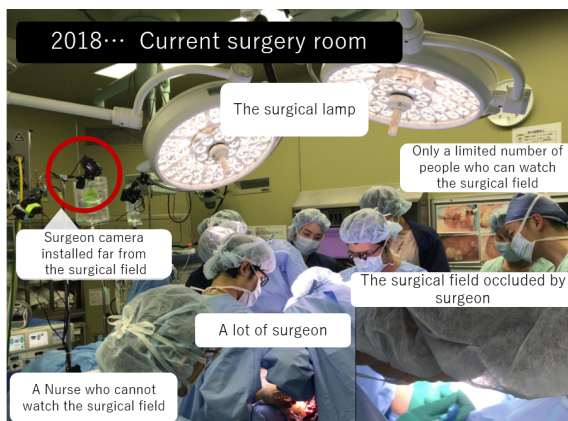 2018… Current surgery room
The surgical lamp
Only a limited number of
people who can watch
the surgical field
Surgeon camera
installed far from
the surgical field
The surgical field occluded by
surgeon
A lot of surgeon
A Nurse who cannot
watch the surgical field